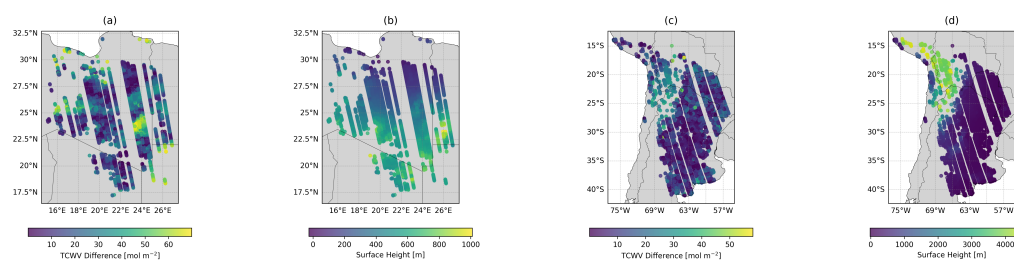 (a) (b) (c) (d)
32.5°N 32.5°N
30°N 30°N 15°S 15°S
27.5°N 27.5°N 20°S 20°S
25°N 25°N 25°S 25°S
22.5°N 22.5°N 30°S 30°S
20°N 20°N 35°S 35°S
17.5°N 17.5°N 40°S 40°S
16°E 18°E 20°E 22°E 24°E 26°E 16°E 18°E 20°E 22°E 24°E 26°E 75°W 69°W 63°W 57°W 75°W 69°W 63°W 57°W
10 20 30 40 50 60 0 200 400 600 800 1000 10 20 30 40 50 0 1000 2000 3000 4000
TCWV Difference [mol m⁻²] Surface Height [m] TCWV Difference [mol m⁻²] Surface Height [m]